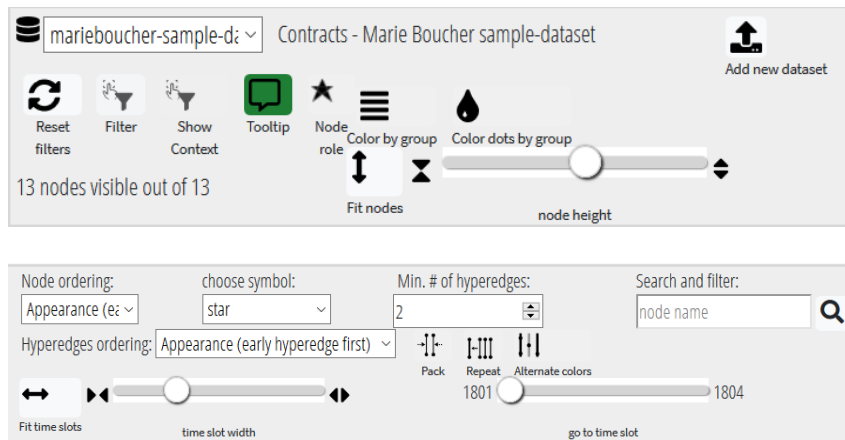 marieboucher-sample-da
Contracts - Marie Boucher sample-dataset
Add new dataset
Reset filters
Filter
Show Context
Tooltip
Node role
Color by group
Color dots by group
13 nodes visible out of 13
Fit nodes
node height
Node ordering:
choose symbol:
Min. # of hyperedges:
Search and filter:
Appearance (ea
star
2
node name
Hyperedges ordering:
Appearance (early hyperedge first)
Pack
Repeat
Alternate colors
1801
1804
Fit time slots
time slot width
go to time slot